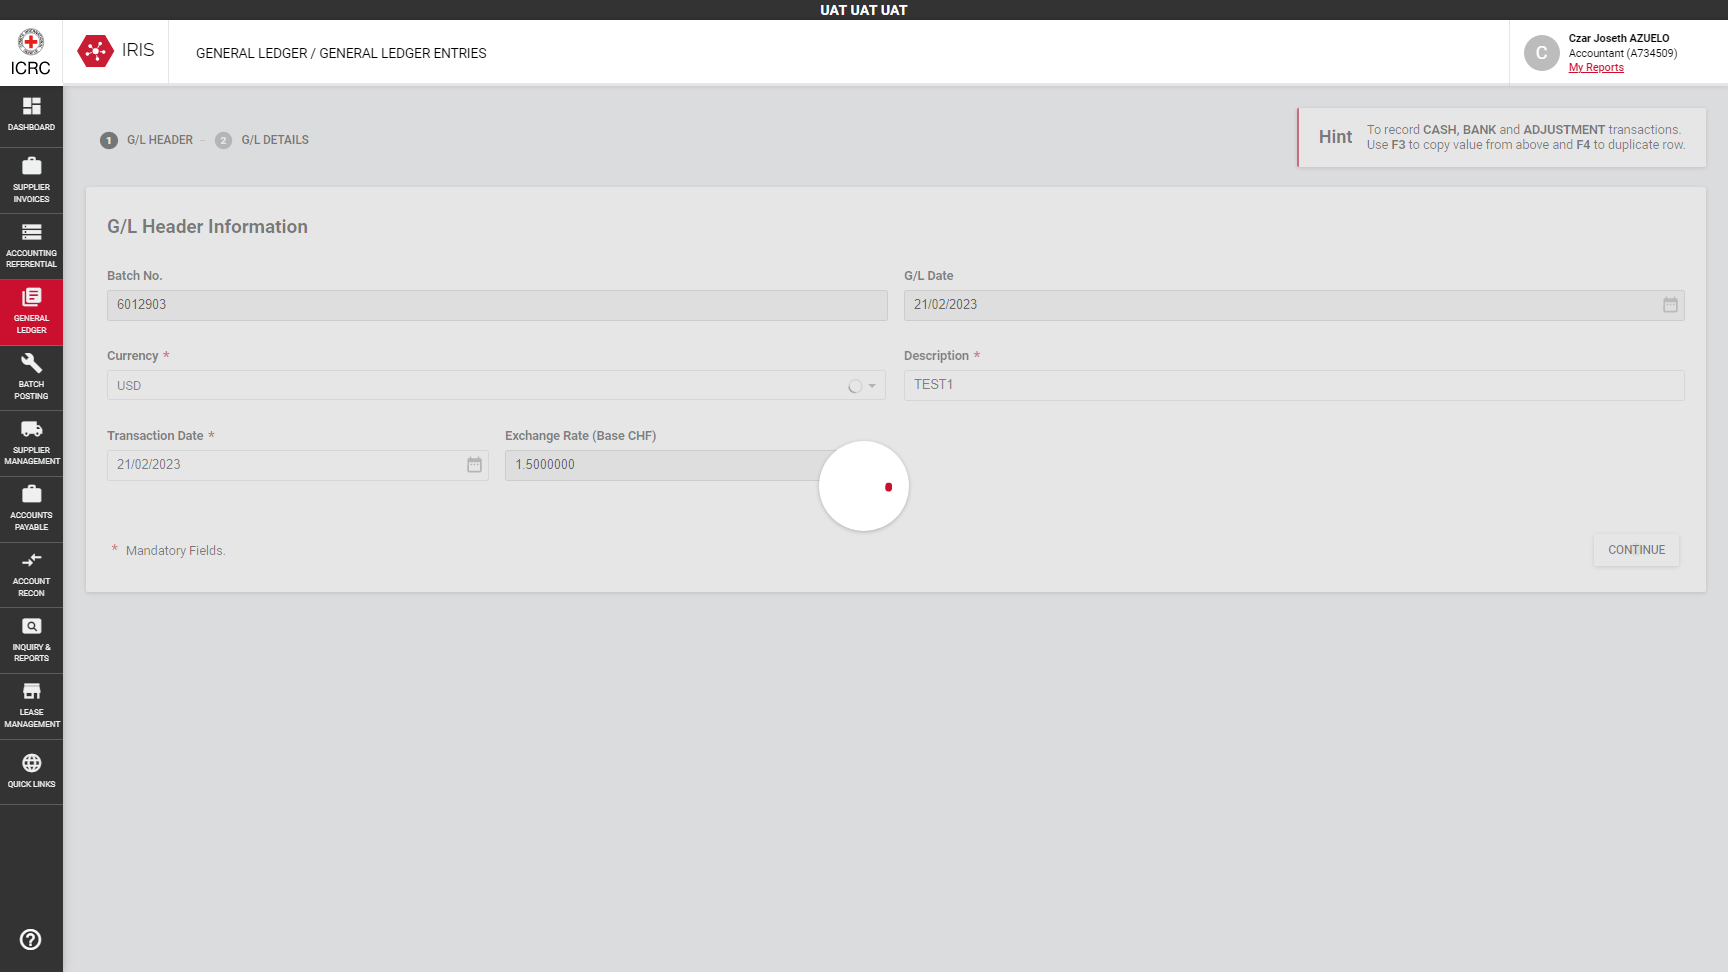 UAT UAT UAT
ICRC
IRIS
GENERAL LEDGER / GENERAL LEDGER ENTRIES
C
Czar Joseth AZUELO
Accountant (A734509)
My Reports
DASHBOARD
SUPPLIER
INVOICES
ACCOUNTING
REFERENTIAL
GENERAL
LEDGER
BATCH
POSTING
SUPPLIER
MANAGEMENT
ACCOUNTS
PAYABLE
ACCOUNT
RECON
INQUIRY &
REPORTS
LEASE
MANAGEMENT
QUICK LINKS
1 G/L HEADER - 2 G/L DETAILS
Hint
To record CASH, BANK and ADJUSTMENT transactions.
Use F3 to copy value from above and F4 to duplicate row.
G/L Header Information
Batch No.
6012903
G/L Date
21/02/2023
Currency *
USD
Description *
TEST1
Transaction Date *
21/02/2023
Exchange Rate (Base CHF)
1.5000000
* Mandatory Fields.
CONTINUE